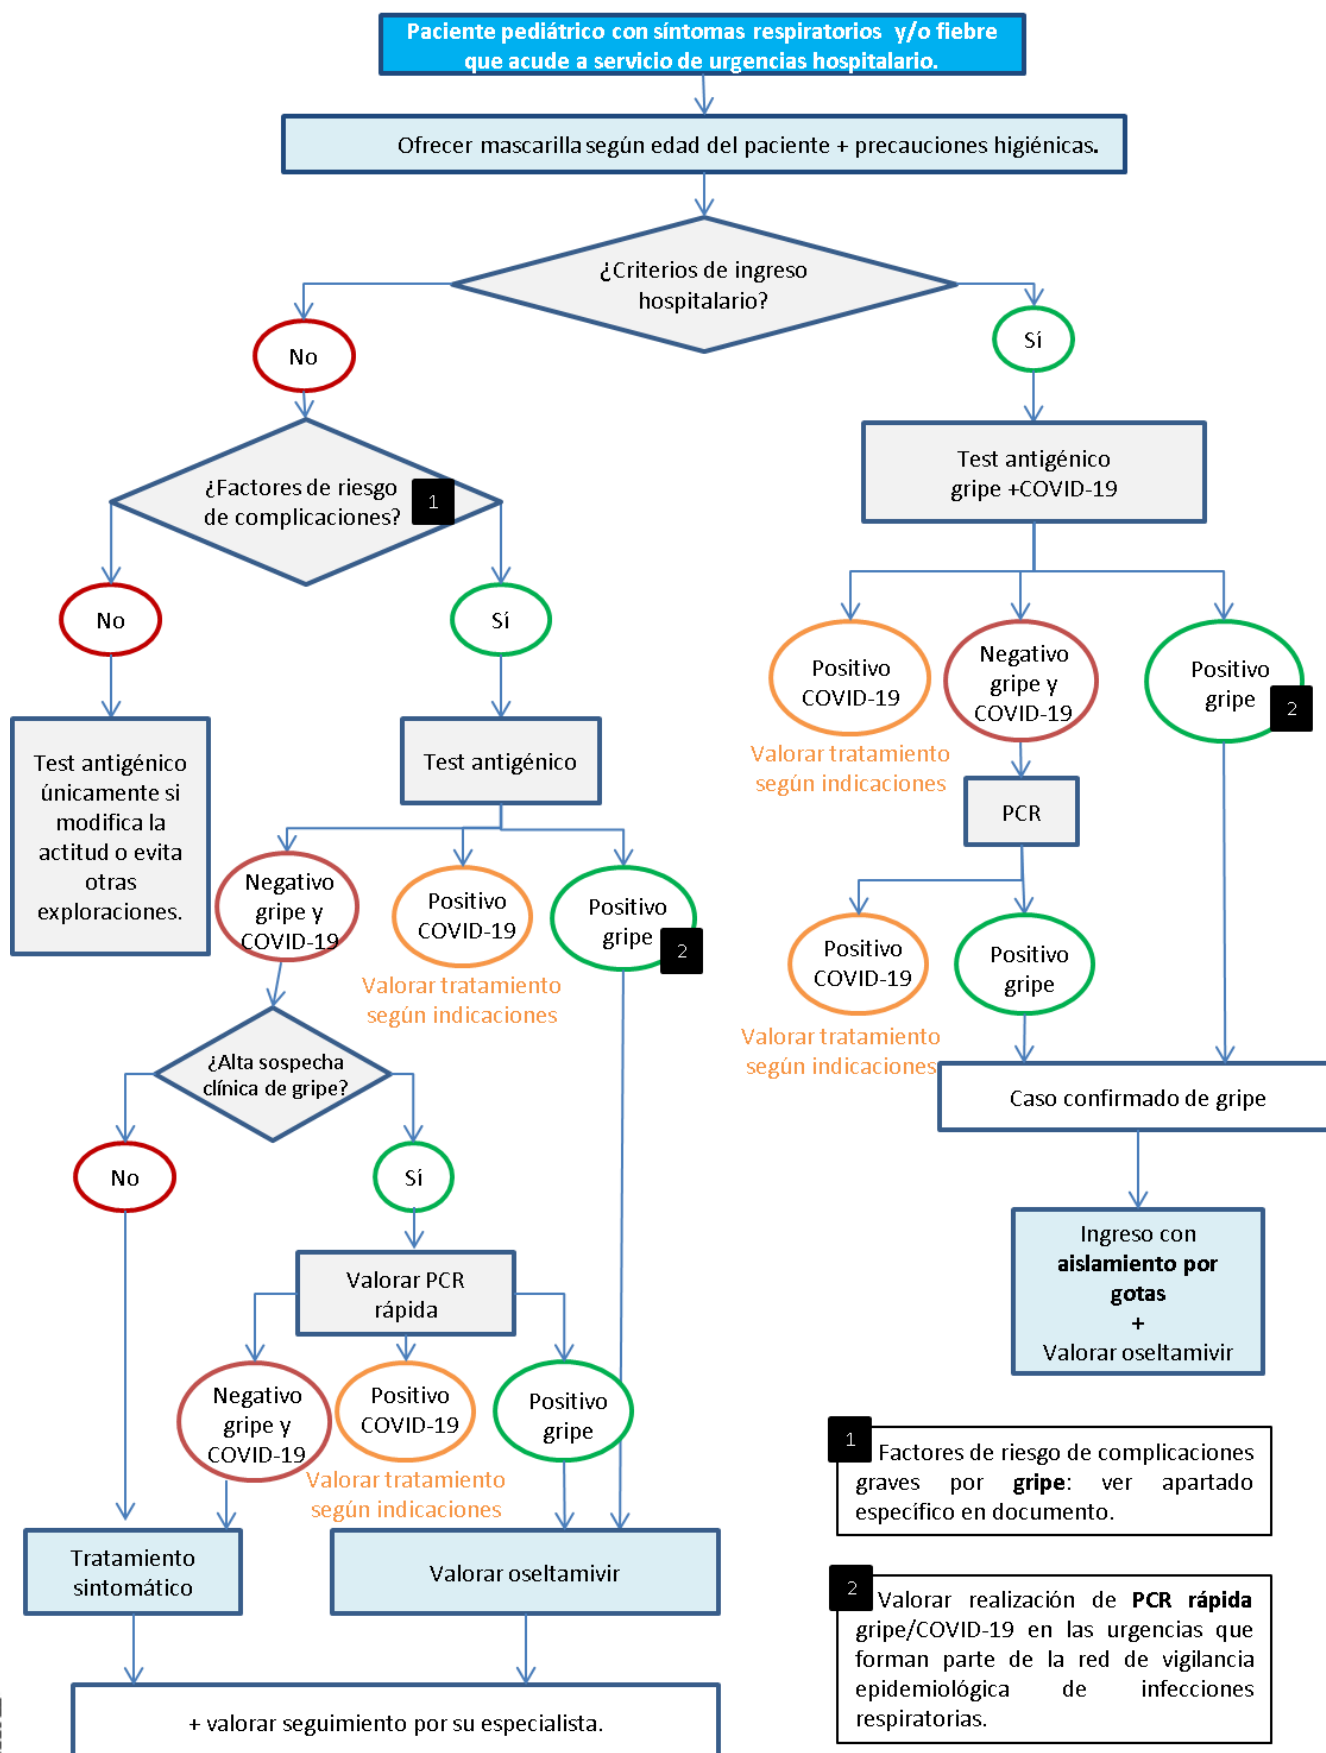 Paciente pediátrico con síntomas respiratorios y/o fiebre
que acude a servicio de urgencias hospitalario.
Ofrecer mascarilla según edad del paciente + precauciones higiénicas.
¿Criterios de ingreso
hospitalario?
No
Sí
¿Factores de riesgo
de complicaciones?
1
No
Sí
Test antigénico
únicamente si
modifica la
actitud o evita
otras
exploraciones.
Test antigénico
Negativo
gripe y
COVID-19
Positivo
COVID-19
Valorar tratamiento
según indicaciones
Positivo
gripe
2
¿Alta sospecha
clínica de gripe?
No
Sí
Valorar PCR
rápida
Negativo
gripe y
COVID-19
Positivo
COVID-19
Valorar tratamiento
según indicaciones
Positivo
gripe
Tratamiento
sintomático
Valorar oseltamivir
+ valorar seguimiento por su especialista.
Test antigénico
gripe +COVID-19
Positivo
COVID-19
Valorar tratamiento
según indicaciones
Negativo
gripe y
COVID-19
Positivo
gripe
2
PCR
Positivo
COVID-19
Valorar tratamiento
según indicaciones
Positivo
gripe
Caso confirmado de gripe
Ingreso con
aislamiento por
gotas
+
Valorar oseltamivir
1
Factores de riesgo de complicaciones
graves por gripe: ver apartado
específico en documento.
2
Valorar realización de PCR rápida
gripe/COVID-19 en las urgencias que
forman parte de la red de vigilancia
epidemiológica de infecciones
respiratorias.